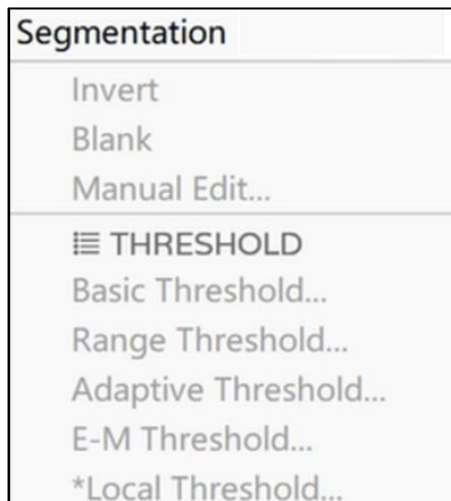 Segmentation
Invert
Blank
Manual Edit...
THRESHOLD
Basic Threshold...
Range Threshold...
Adaptive Threshold...
E-M Threshold...
*Local Threshold...